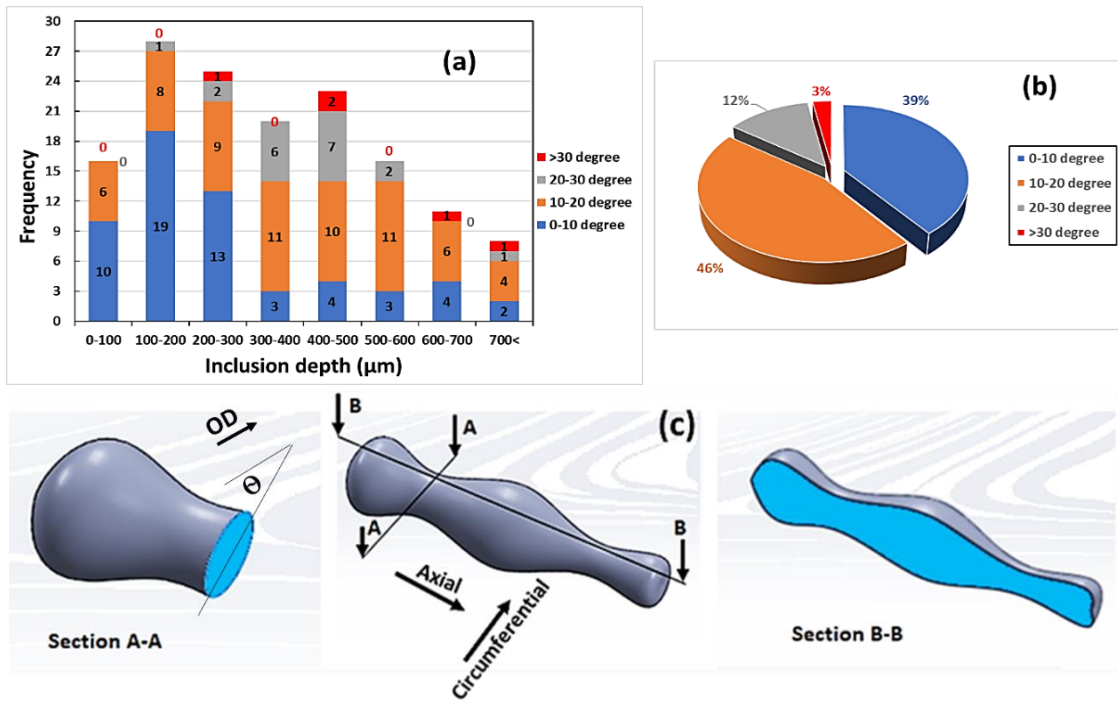 (a)
Frequency
30
27
24
21
18
15
12
9
6
3
0
0
0
6
10
0
1
8
19
1
2
9
13
0
6
11
3
2
7
10
4
0
2
11
3
1
0
6
4
1
1
4
2
0-100 100-200 200-300 300-400 400-500 500-600 600-700 700<
Inclusion depth (µm)
>30 degree
20-30 degree
10-20 degree
0-10 degree
(b)
3%
12%
39%
46%
0-10 degree
10-20 degree
20-30 degree
>30 degree
OD
Θ
Section A-A
(c)
B
A
A
B
Axial
Circumferential
Section B-B